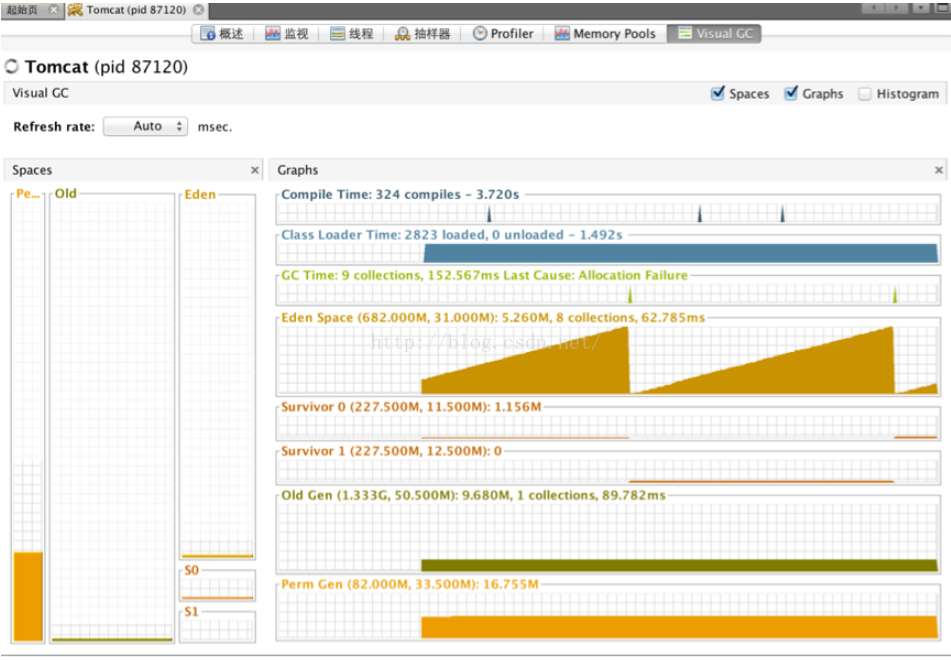 起始页 Tomcat (pid 87120)
概述 监视 线程 抽样器 Profiler Memory Pools Visual GC
Tomcat (pid 87120)
Visual GC Spaces Graphs Histogram
Refresh rate: Auto msec.
Spaces
Pe... Old Eden
S0
S1
Graphs
Compile Time: 324 compiles - 3.720s
Class Loader Time: 2823 loaded, 0 unloaded - 1.492s
GC Time: 9 collections, 152.567ms Last Cause: Allocation Failure
Eden Space (682.000M, 31.000M): 5.260M, 8 collections, 62.785ms
http://blog.csdn.net/
Survivor 0 (227.500M, 11.500M): 1.156M
Survivor 1 (227.500M, 12.500M): 0
Old Gen (1.333G, 50.500M): 9.680M, 1 collections, 89.782ms
Perm Gen (82.000M, 33.500M): 16.755M